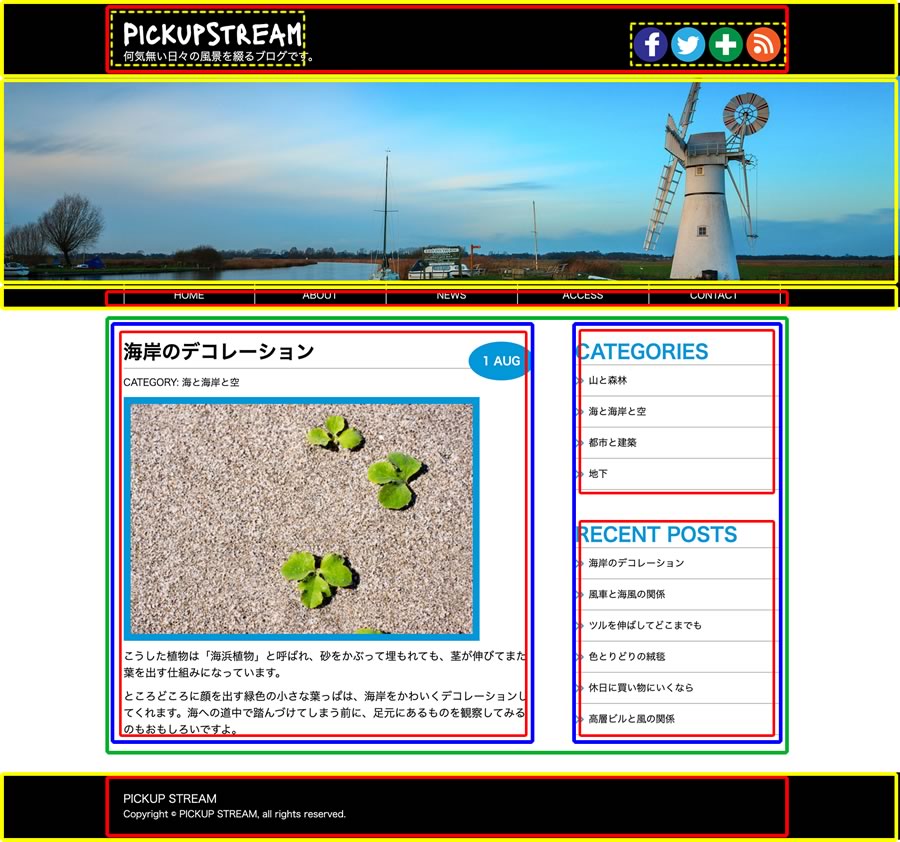 PICKUPSTREAM
何気無い日々の風景を綴るブログです。
HOME ABOUT NEWS ACCESS CONTACT
海岸のデコレーション
1 AUG
CATEGORY: 海と海岸と空
こうした植物は「海浜植物」と呼ばれ、砂をかぶって埋もれても、茎が伸びてまた
葉を出す仕組みになっています。
ところどころに顔を出す緑色の小さな葉っぱは、海岸をかわいくデコレーションし
てくれます。海への道中で踏んづけてしまう前に、足元にあるものを観察してみる
のもおもしろいですよ。
CATEGORIES
山と森林
海と海岸と空
都市と建築
地下
RECENT POSTS
海岸のデコレーション
風車と海風の関係
ツルを伸ばしてどこまでも
色とりどりの絨毯
休日に買い物にいくなら
高層ビルと風の関係
PICKUP STREAM
Copyright © PICKUP STREAM, all rights reserved.